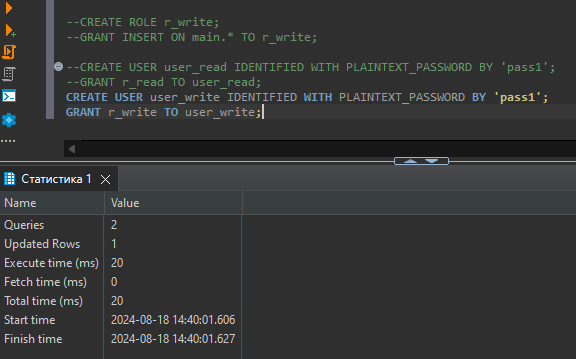 --CREATE ROLE r_write;
--GRANT INSERT ON main.* TO r_write;
--CREATE USER user_read IDENTIFIED WITH PLAINTEXT_PASSWORD BY 'pass1';
--GRANT r_read TO user_read;
CREATE USER user_write IDENTIFIED WITH PLAINTEXT_PASSWORD BY 'pass1';
GRANT r_write TO user_write;
Статистика 1
Name Value
Queries 2
Updated Rows 1
Execute time (ms) 20
Fetch time (ms) 0
Total time (ms) 20
Start time 2024-08-18 14:40:01.606
Finish time 2024-08-18 14:40:01.627